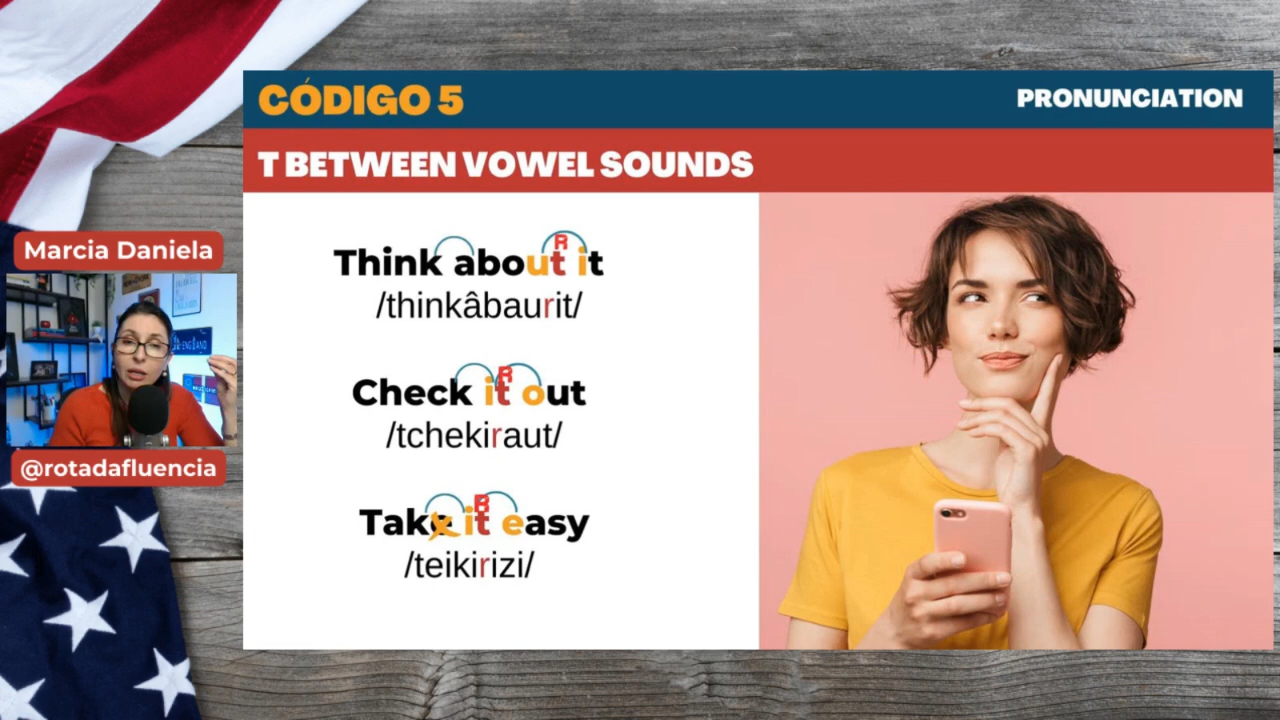 CÓDIGO 5
PRONUNCIATION
T BETWEEN VOWEL SOUNDS
Think about it
R
/thinkâbaurit/
Check it out
R
/tchekiraut/
Take it easy
R
/teikirizi/
Marcia Daniela
ENGLAND
@rotadafluencia